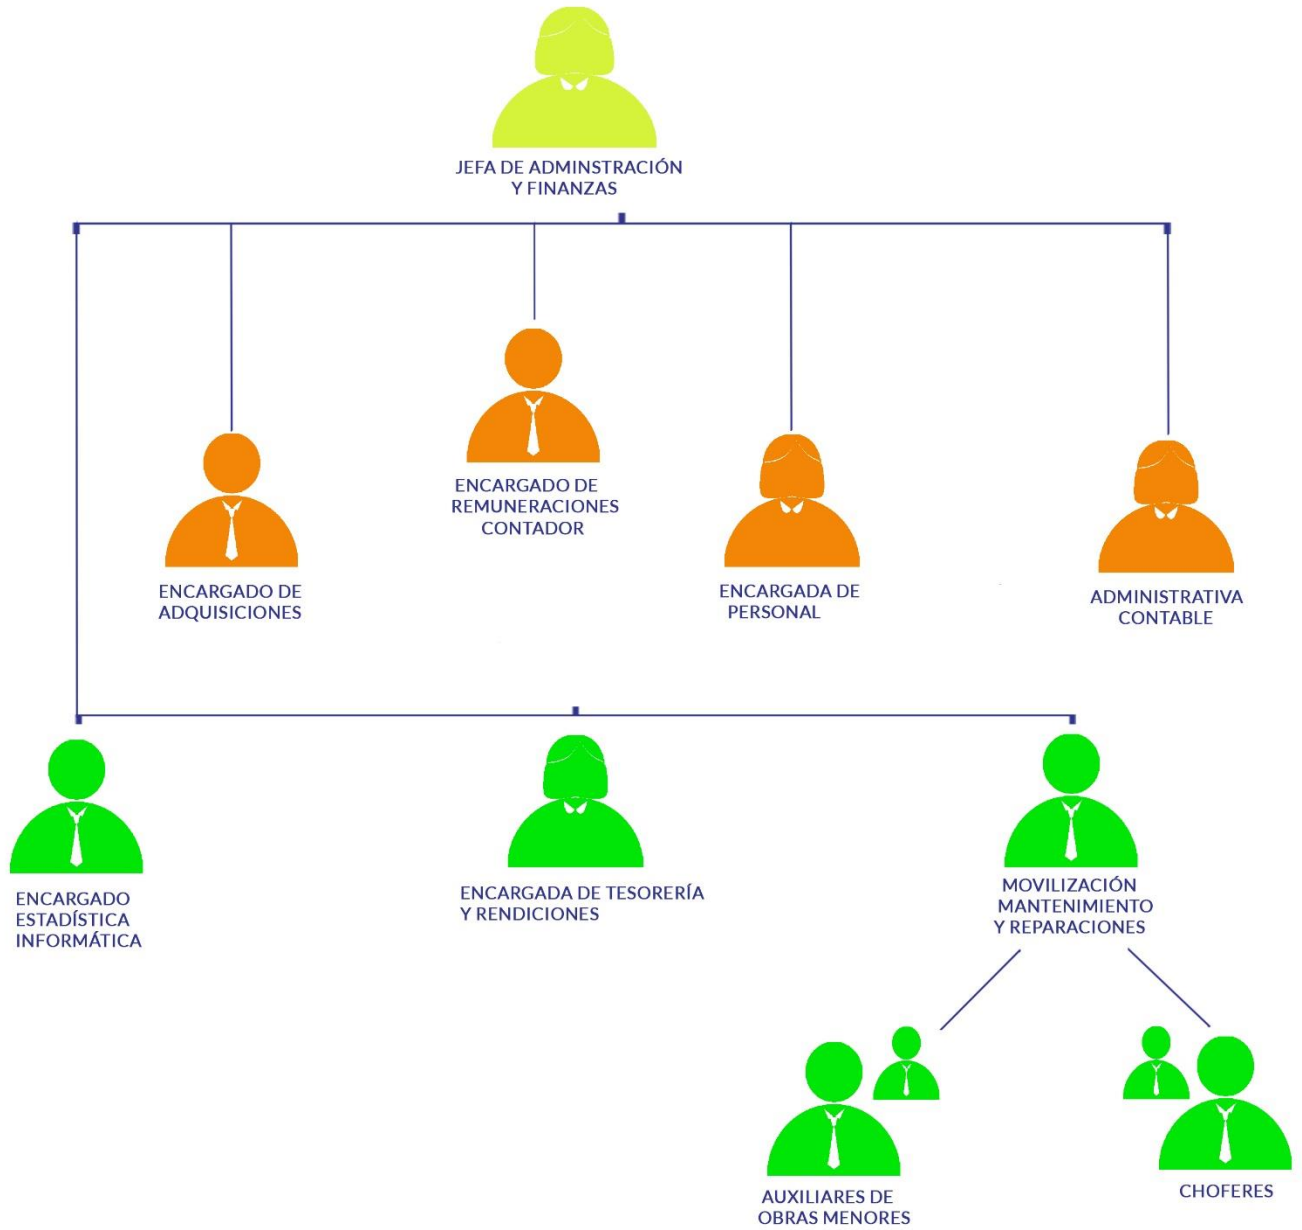 JEFA DE ADMINSTRACIÓN
Y FINANZAS
ENCARGADO DE
REMUNERACIONES
CONTADOR
ENCARGADO DE
ADQUISICIONES
ENCARGADA DE
PERSONAL
ADMINISTRATIVA
CONTABLE
ENCARGADO
ESTADÍSTICA
INFORMÁTICA
ENCARGADA DE TESORERÍA
Y RENDICIONES
MOVILIZACIÓN
MANTENIMIENTO
Y REPARACIONES
AUXILIARES DE
OBRAS MENORES
CHOFERES